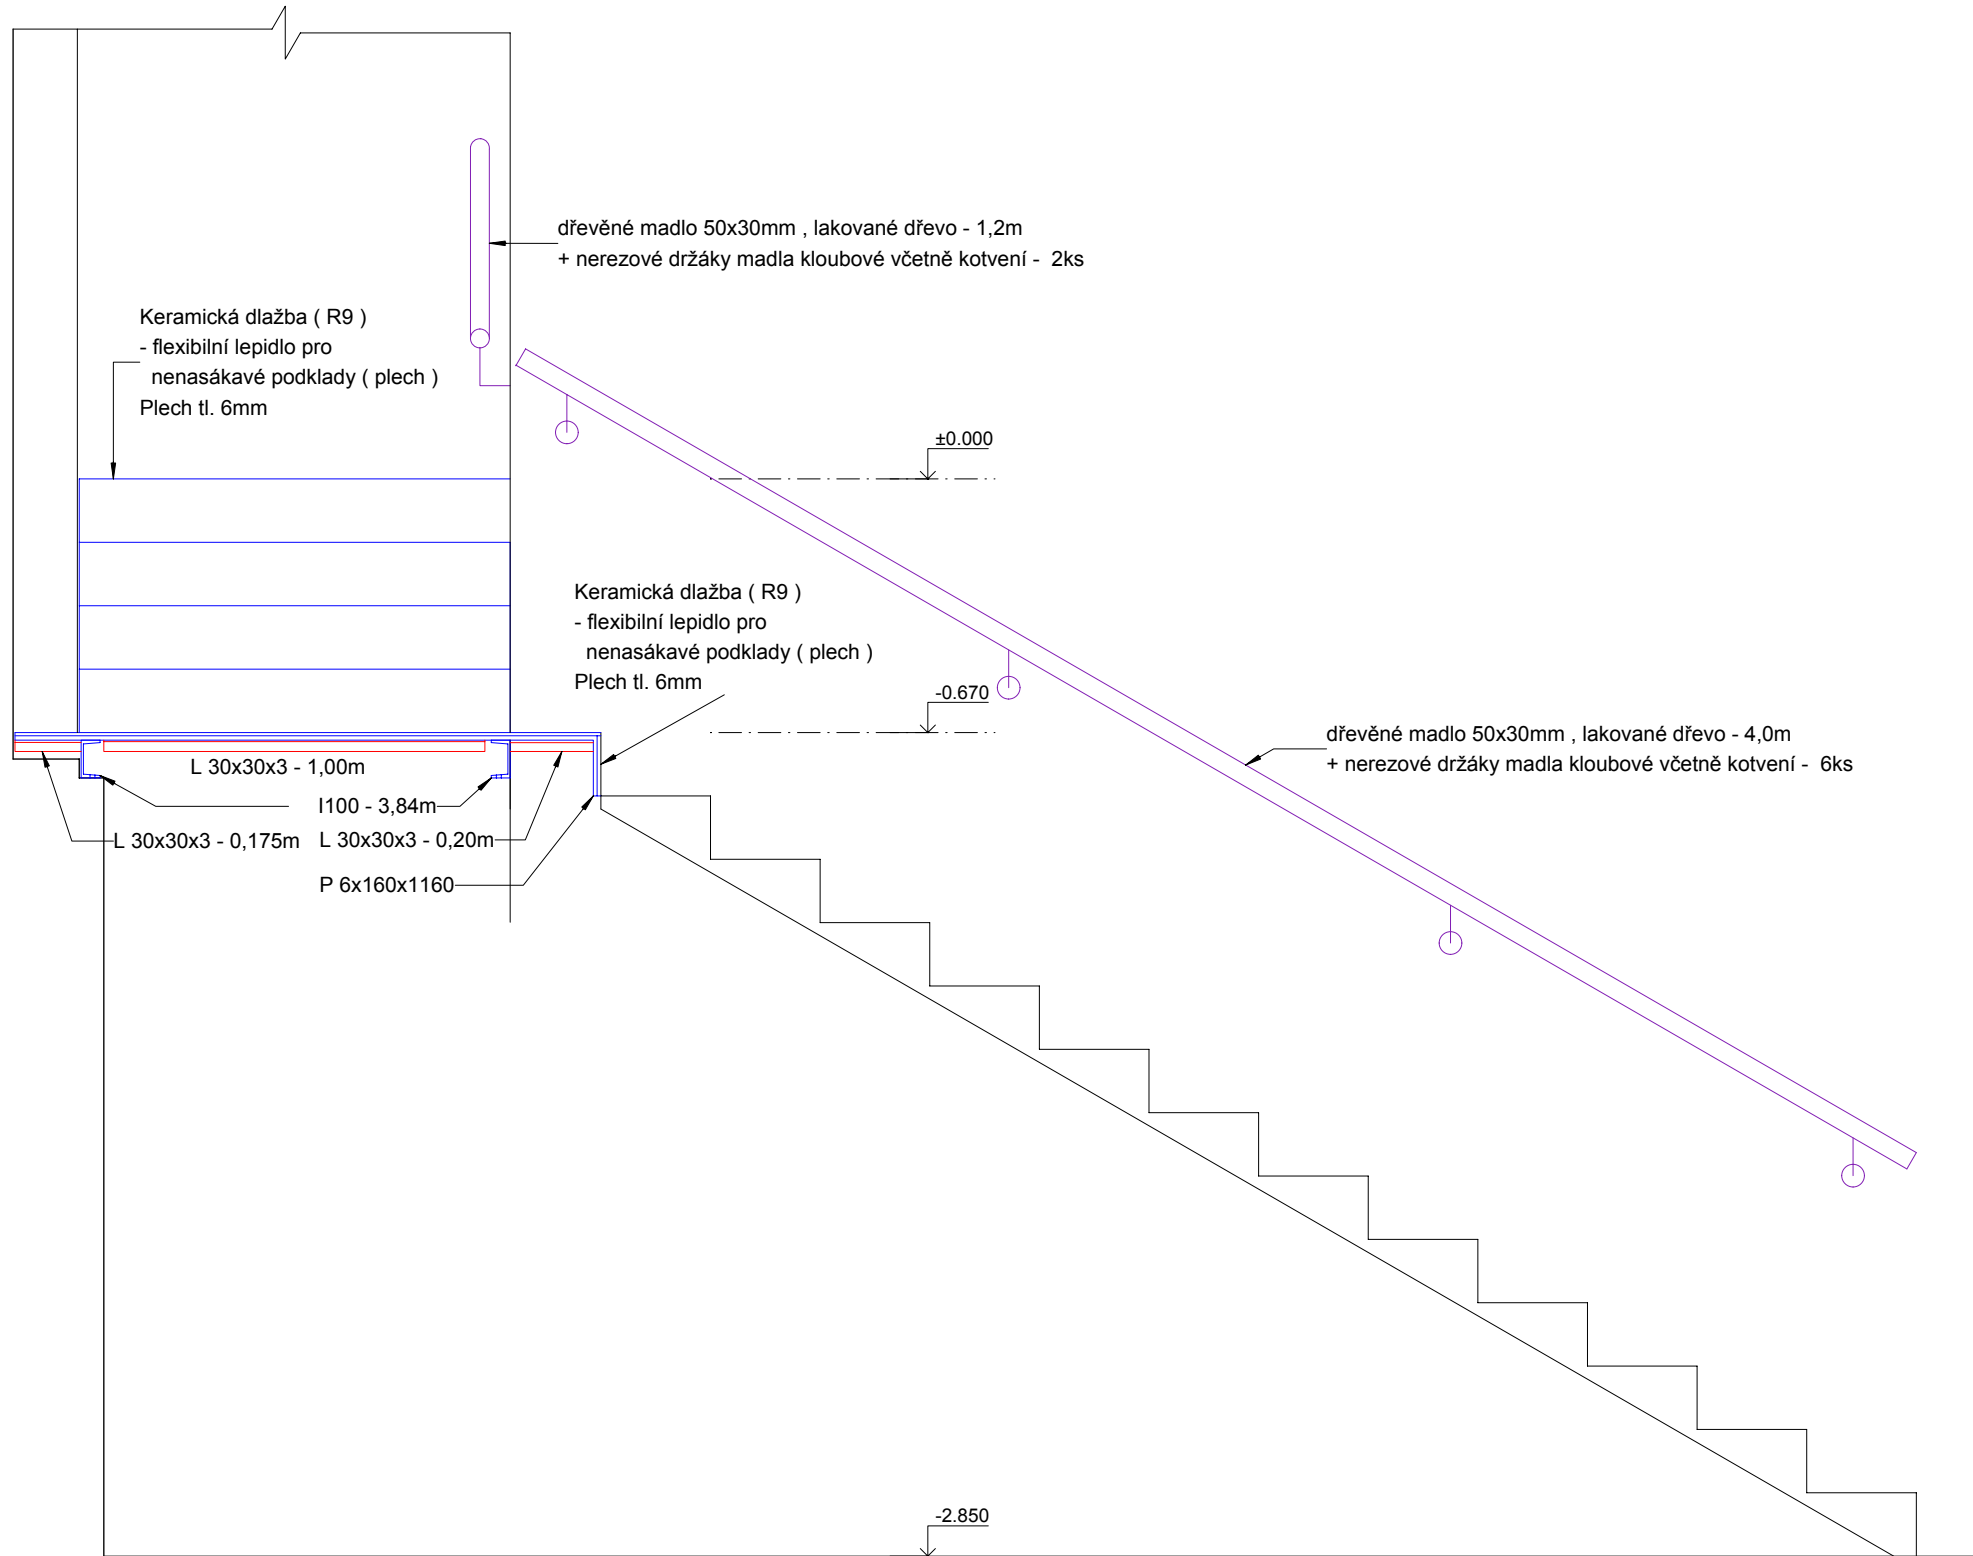 dřevěné madlo 50x30mm , lakované dřevo - 1,2m
+ nerezové držáky madla kloubové včetně kotvení -  2ks
Keramická dlažba ( R9 )
- flexibilní lepidlo pro
nenasákavé podklady ( plech )
Plech tl. 6mm
±0.000
Keramická dlažba ( R9 )
- flexibilní lepidlo pro
nenasákavé podklady ( plech )
Plech tl. 6mm
-0.670
dřevěné madlo 50x30mm , lakované dřevo - 4,0m
+ nerezové držáky madla kloubové včetně kotvení -  6ks
L 30x30x3 - 1,00m
I100 - 3,84m
L 30x30x3 - 0,175m
L 30x30x3 - 0,20m
P 6x160x1160
-2.850